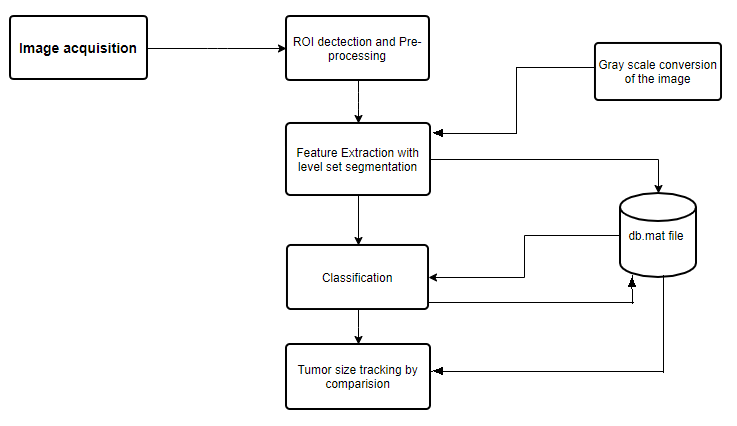 Image acquisition
ROI dectection and Pre-
processing
Gray scale conversion
of the image
Feature Extraction with
level set segmentation
db.mat file
Classification
Tumor size tracking by
comparision